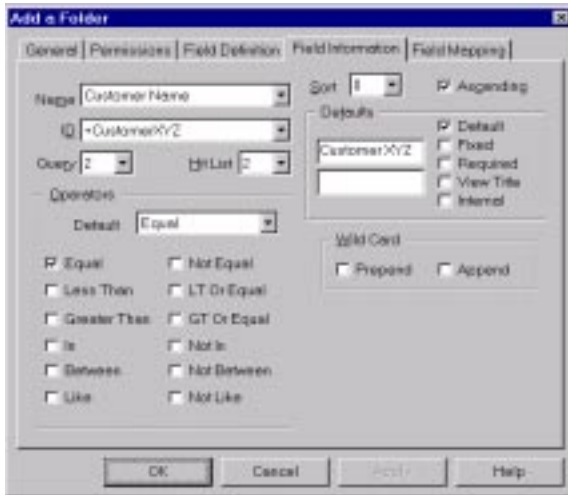 Add a Folder
General Permissions Field Definition Field Information Field Mapping
Name Customer Name
ID =CustomerXYZ
Query 2 Hit List 2
Operators
Default Equal
Equal Not Equal
Less Than LT Or Equal
Greater Than GT Or Equal
In Not In
Between Not Between
Like Not Like
Sort Ascending
Defaults
CustomerXYZ
Default
Fixed
Required
View Title
Internal
Wild Card
Prepend Append
OK Cancel Apply Help